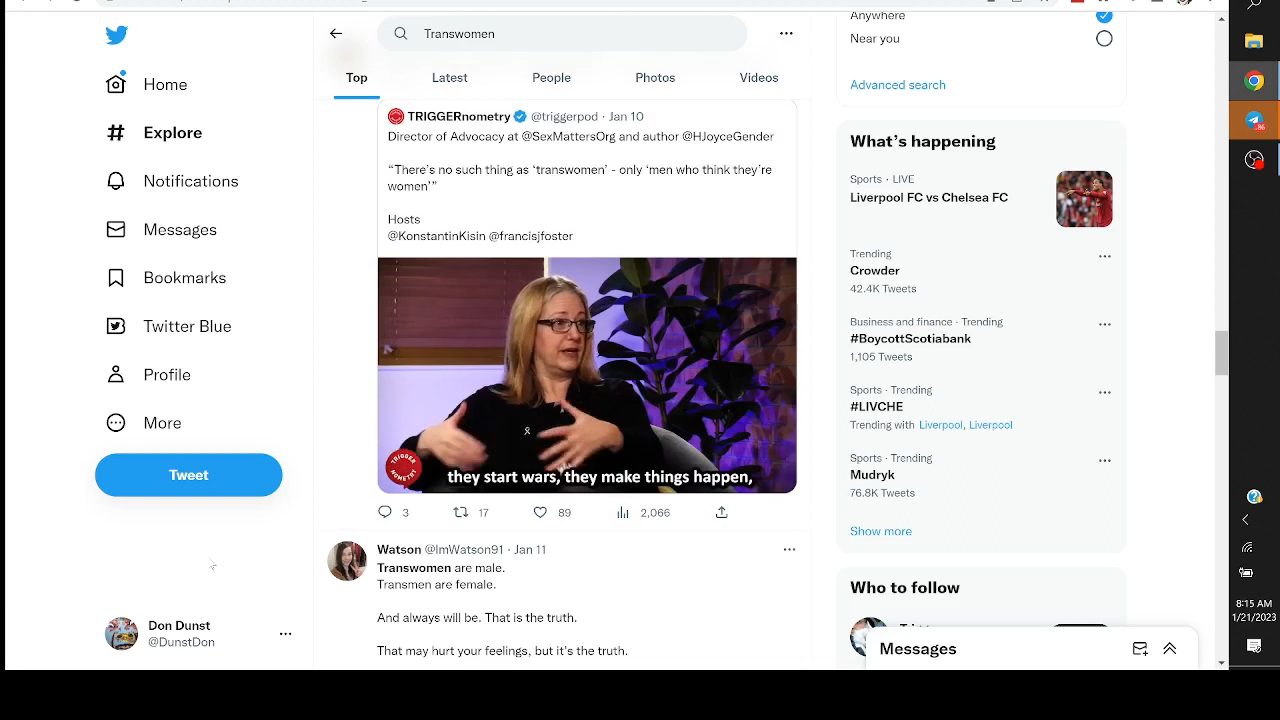 Transwomen
Anywhere
Near you
Home
Top
Latest
People
Photos
Videos
Advanced search
TRIGGERnometry @triggerpod · Jan 10
Director of Advocacy at @SexMattersOrg and author @HJoyceGender
Explore
What's happening
“There’s no such thing as ‘transwomen’ - only ‘men who think they’re
women’”
Notifications
Sports · LIVE
Liverpool FC vs Chelsea FC
Hosts
@KonstantinKisin @francisjfoster
Messages
Trending
Crowder
42.4K Tweets
Bookmarks
Twitter Blue
Business and finance · Trending
#BoycottScotiabank
1,105 Tweets
Profile
Sports · Trending
#LIVCHE
Trending with Liverpool, Liverpool
More
Tweet
TRIGGER
NOMETRY
they start wars, they make things happen,
Sports · Trending
Mudryk
76.8K Tweets
3 17 89 2,066
Show more
Watson @ImWatson91 · Jan 11
Transwomen are male.
Transmen are female.
Who to follow
And always will be. That is the truth.
Don Dunst
@DunstDon
That may hurt your feelings, but it's the truth.
Messages
86
8:15 AM
1/21/2023